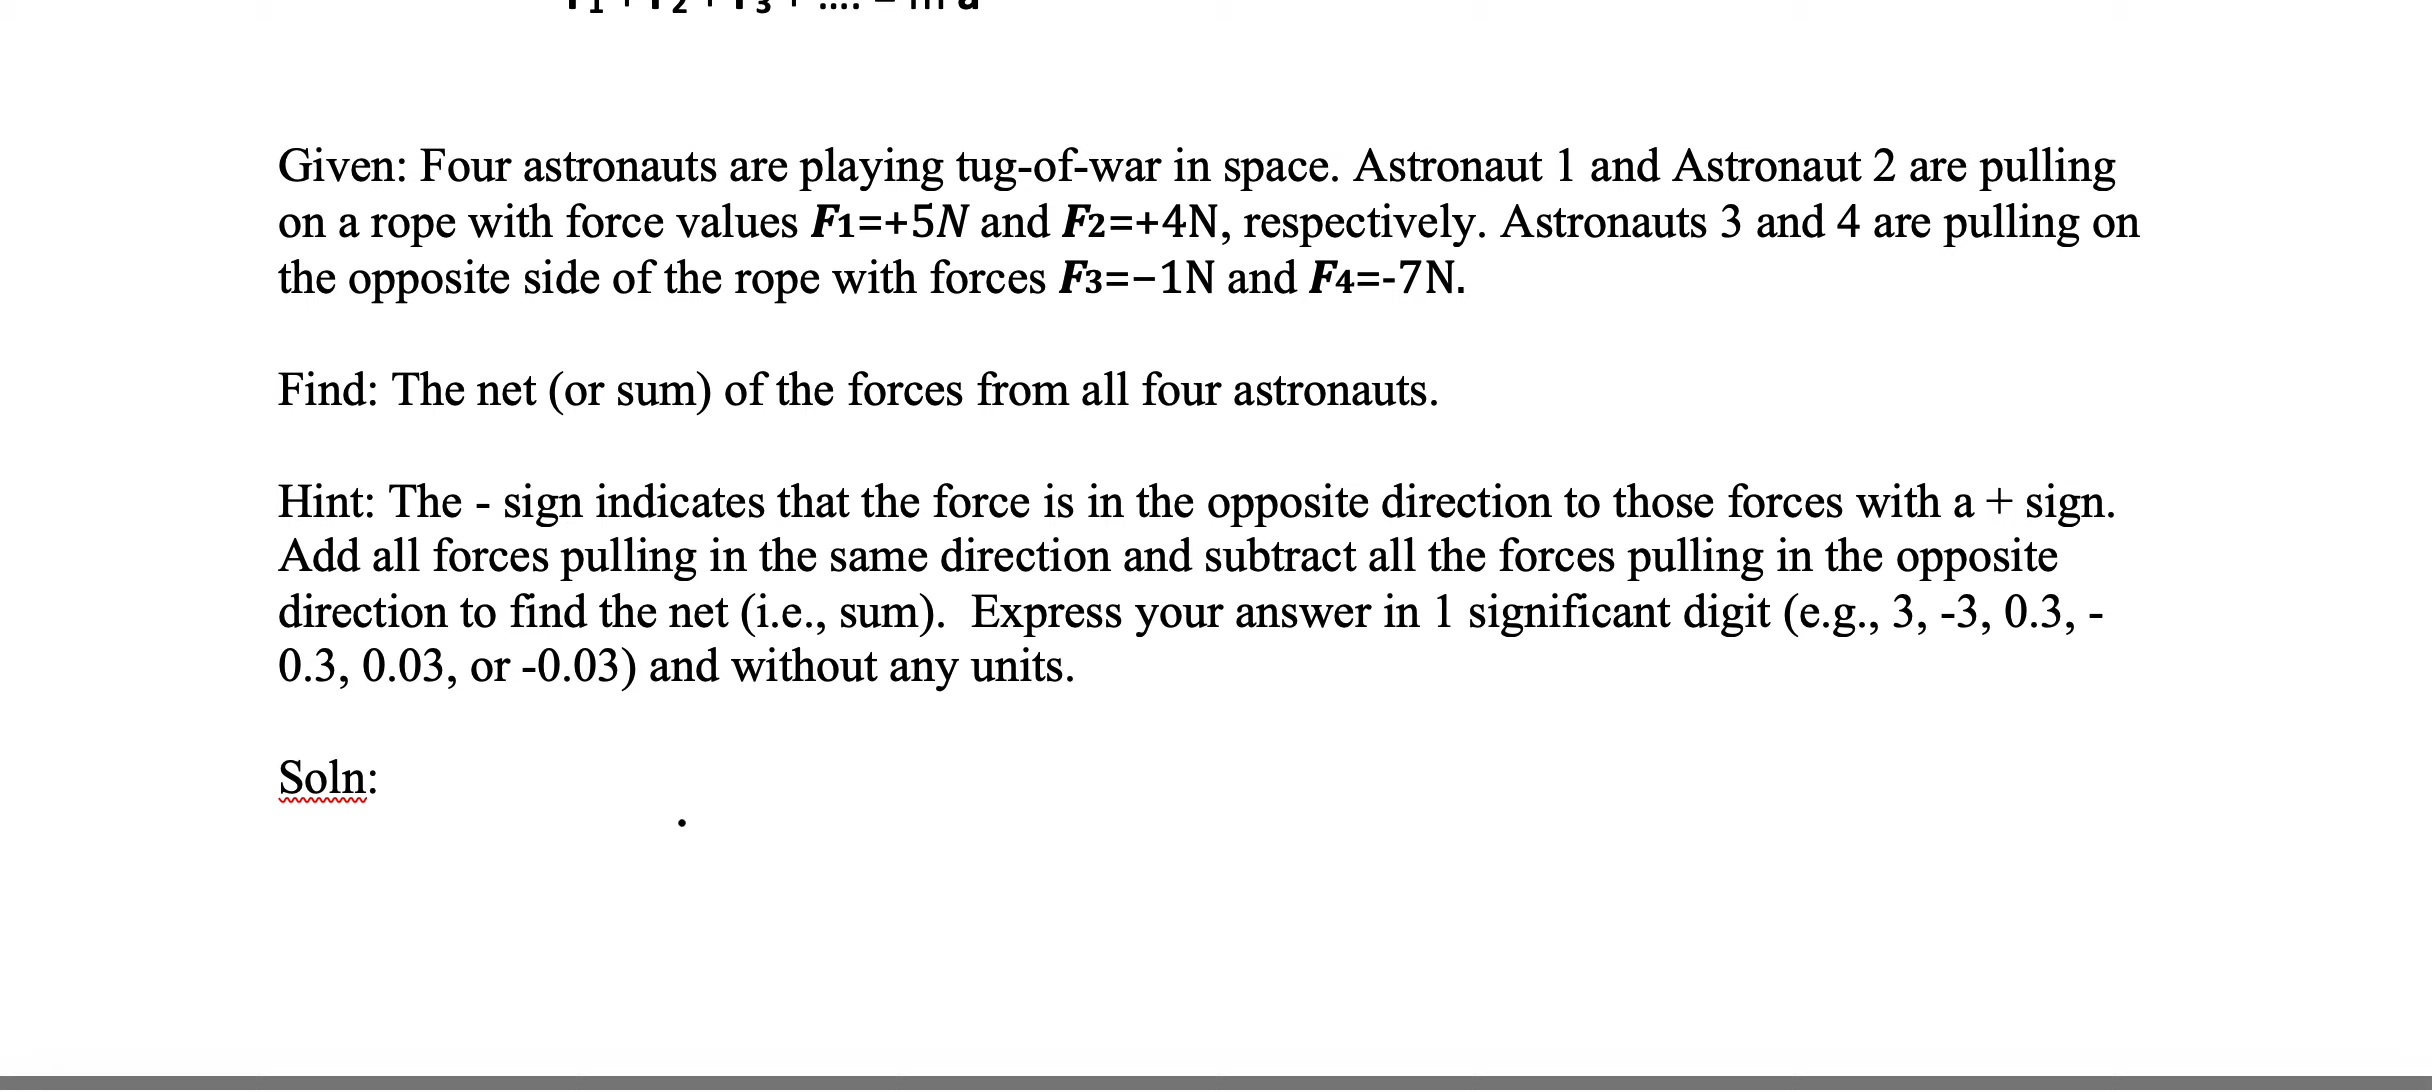 F1 + F2 + F3 + .... = m a
Given: Four astronauts are playing tug-of-war in space. Astronaut 1 and Astronaut 2 are pulling
on a rope with force values F1=+5N and F2=+4N, respectively. Astronauts 3 and 4 are pulling on
the opposite side of the rope with forces F3=−1N and F4=-7N.
Find: The net (or sum) of the forces from all four astronauts.
Hint: The - sign indicates that the force is in the opposite direction to those forces with a + sign.
Add all forces pulling in the same direction and subtract all the forces pulling in the opposite
direction to find the net (i.e., sum).  Express your answer in 1 significant digit (e.g., 3, -3, 0.3, -
0.3, 0.03, or -0.03) and without any units.
Soln: